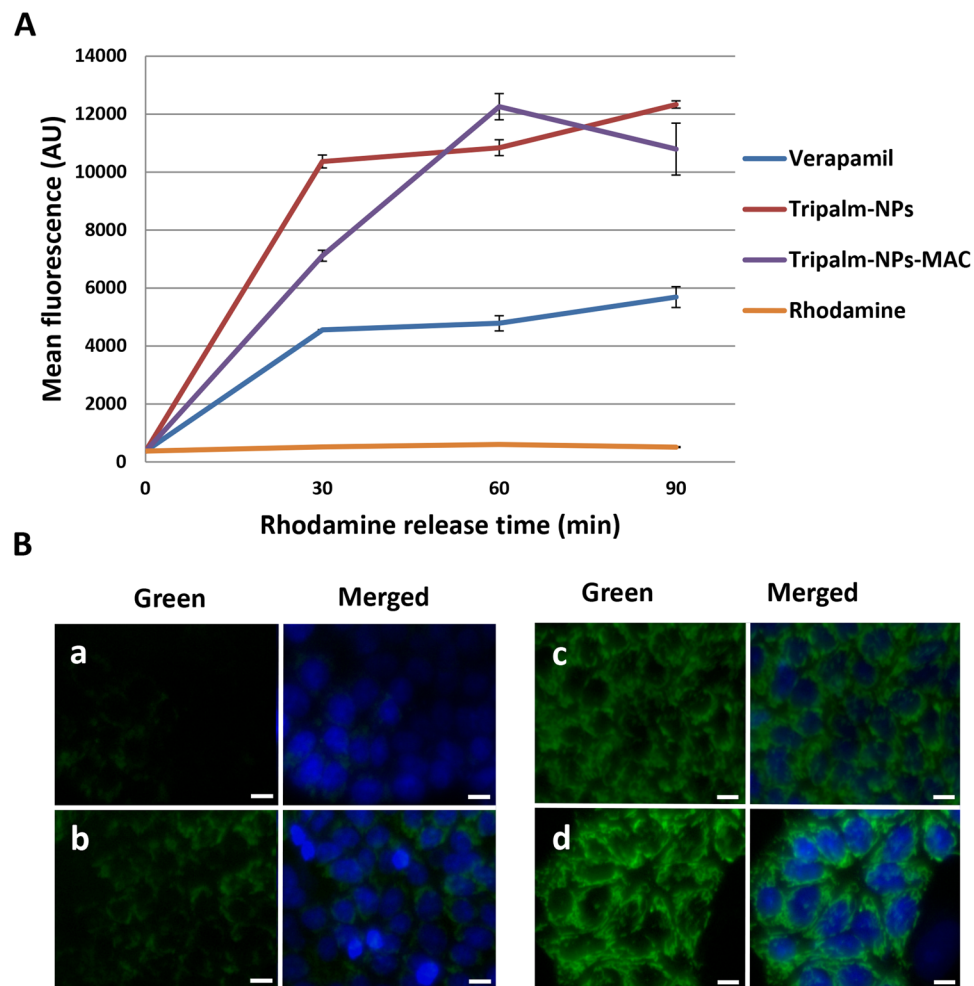 A
14000
12000
10000
8000
6000
4000
2000
0
Mean fluorescence (AU)
0 30 60 90
Rhodamine release time (min)
Verapamil
Tripalm-NPs
Tripalm-NPs-MAC
Rhodamine
B
Green Merged Green Merged
a
c
b
d